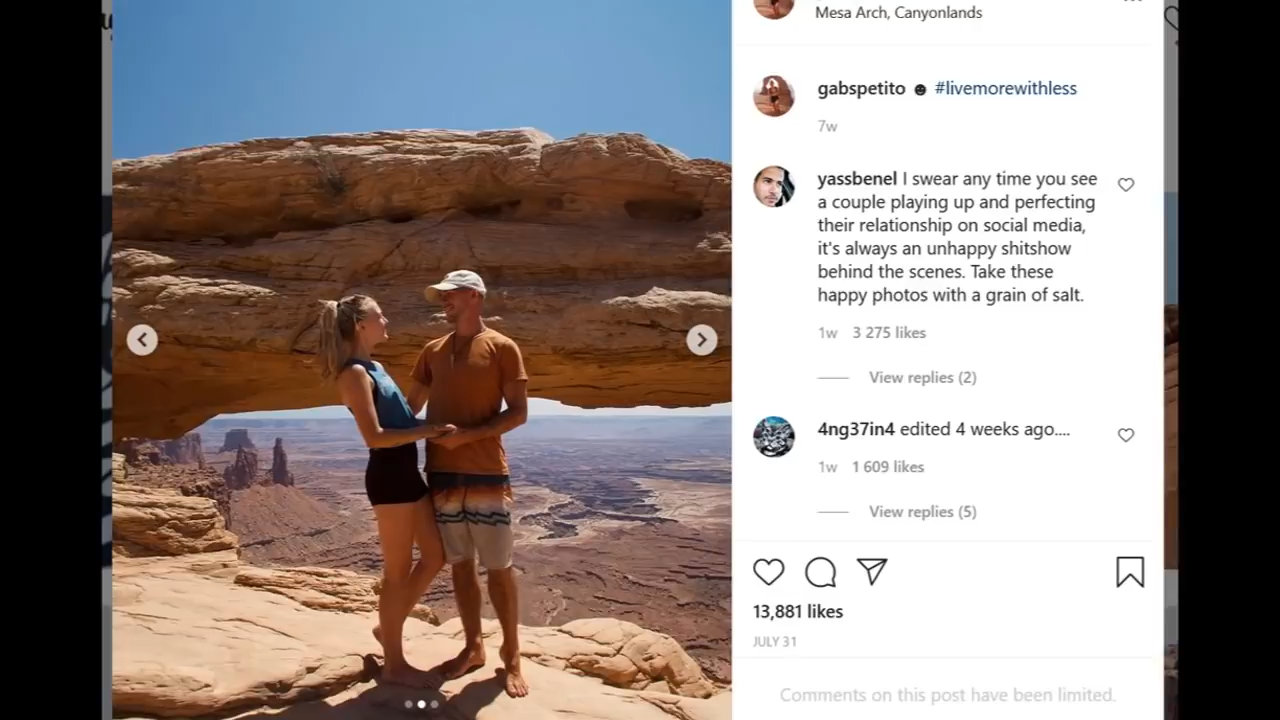 Mesa Arch, Canyonlands
gabspetito ☻ #livemorewithless
7w
yassbenel I swear any time you see
a couple playing up and perfecting
their relationship on social media,
it's always an unhappy shitshow
behind the scenes. Take these
happy photos with a grain of salt.
1w 3 275 likes
View replies (2)
4ng37in4 edited 4 weeks ago....
1w 1 609 likes
View replies (5)
13,881 likes
JULY 31
Comments on this post have been limited.